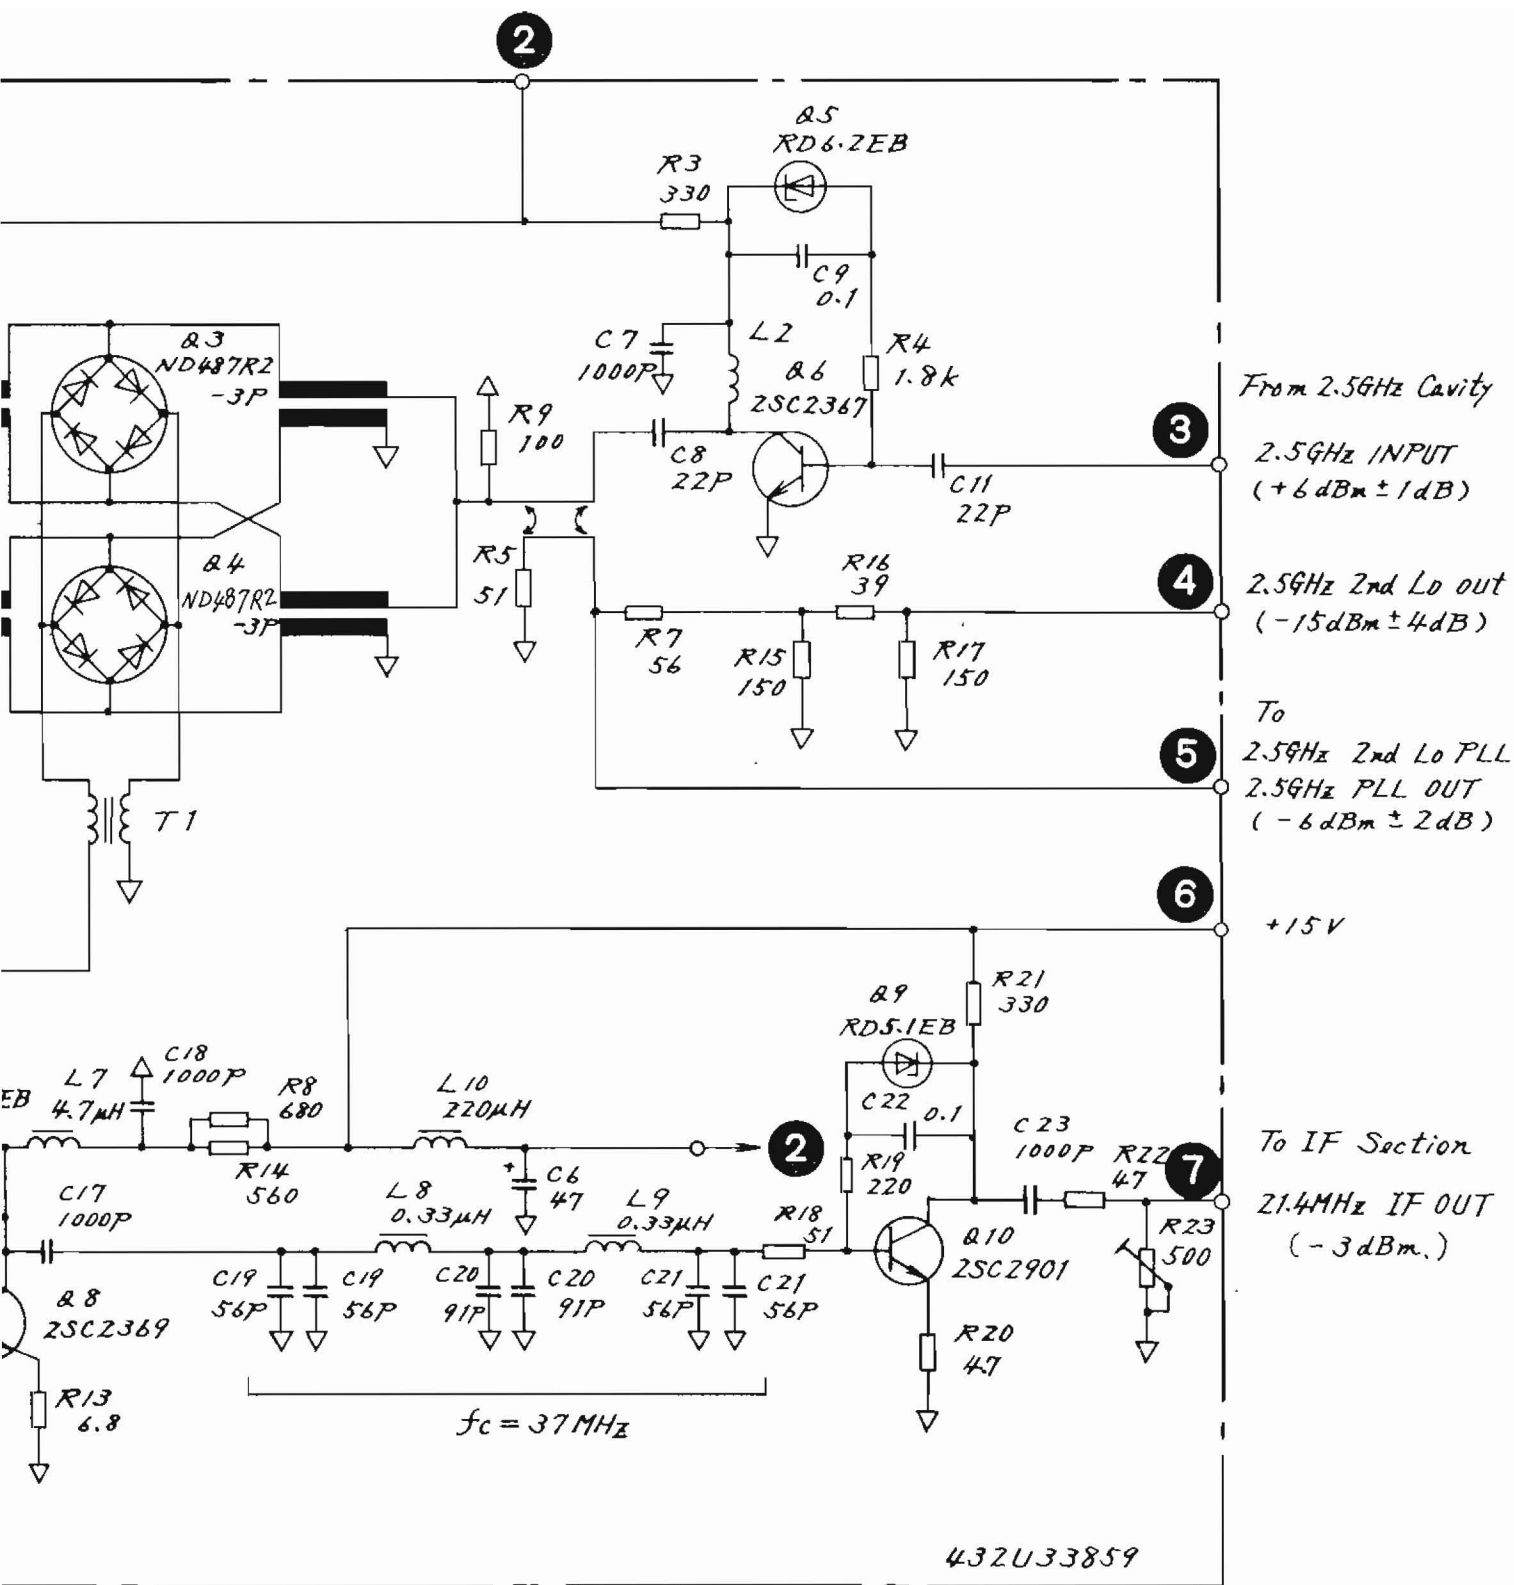 2
Q5
RD6.2EB
R3
330
C9
0.1
C7
1000P
L2
R4
1.8k
Q6
2SC2367
Q3
ND487R2
-3P
R9
100
C8
22P
C11
22P
From 2.5GHz Cavity
3
2.5GHz INPUT
(+6dBm±1dB)
Q4
ND487R2
-3P
R5
51
R16
39
4
2.5GHz 2nd Lo out
(-15dBm±4dB)
R7
56
R15
150
R17
150
To
2.5GHz 2nd Lo PLL
5
2.5GHz PLL OUT
(-6dBm±2dB)
T1
6
+15V
R21
330
Q9
RD5.1EB
EB
L7
4.7μH
C18
1000P
R8
680
L10
220μH
C22
0.1
2
C23
1000P
R22
47
To IF Section
7
21.4MHz IF OUT
(-3dBm.)
R14
560
+
C6
47
R19
220
C17
1000P
L8
0.33μH
L9
0.33μH
R18
51
R23
500
Q10
2SC2901
C19
56P
C19
56P
C20
91P
C20
91P
C21
56P
C21
56P
Q8
2SC2369
R20
47
R13
6.8
fc=37MHz
432U33859